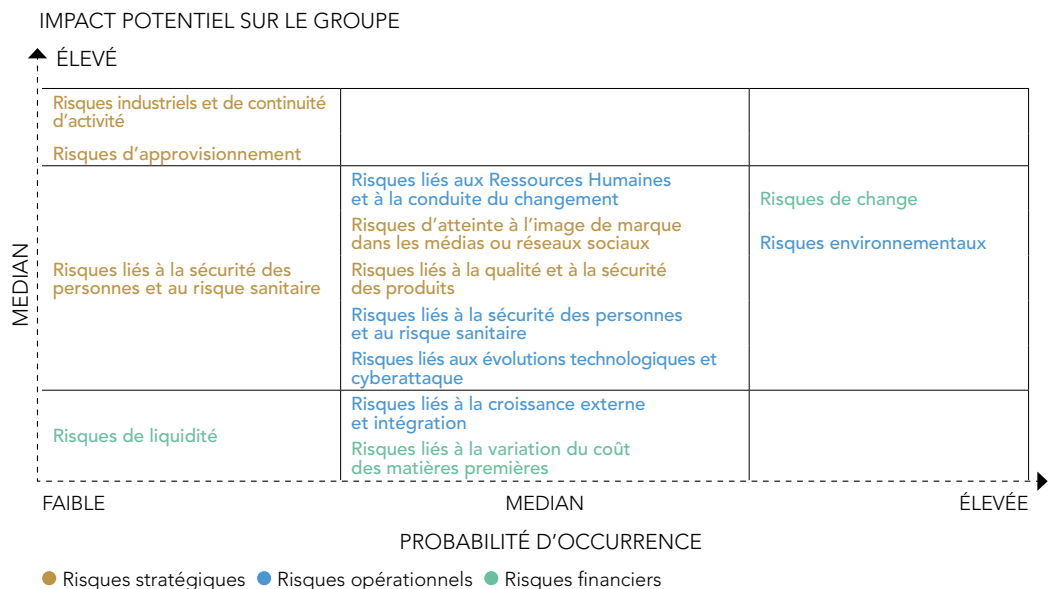 IMPACT POTENTIEL SUR LE GROUPE
ÉLEVÉ
Risques industriels et de continuité
d'activité
Risques d'approvisionnement
MEDIAN
Risques liés à la sécurité des
personnes et au risque sanitaire
Risques liés aux Ressources Humaines
et à la conduite du changement
Risques d'atteinte à l'image de marque
dans les médias ou réseaux sociaux
Risques liés à la qualité et à la sécurité
des produits
Risques liés à la sécurité des personnes
et au risque sanitaire
Risques liés aux évolutions technologiques et
cyberattaque
Risques de change
Risques environnementaux
Risques de liquidité
Risques liés à la croissance externe
et intégration
Risques liés à la variation du coût
des matières premières
FAIBLE
MEDIAN
ÉLEVÉE
PROBABILITÉ D'OCCURRENCE
Risques stratégiques
Risques opérationnels
Risques financiers